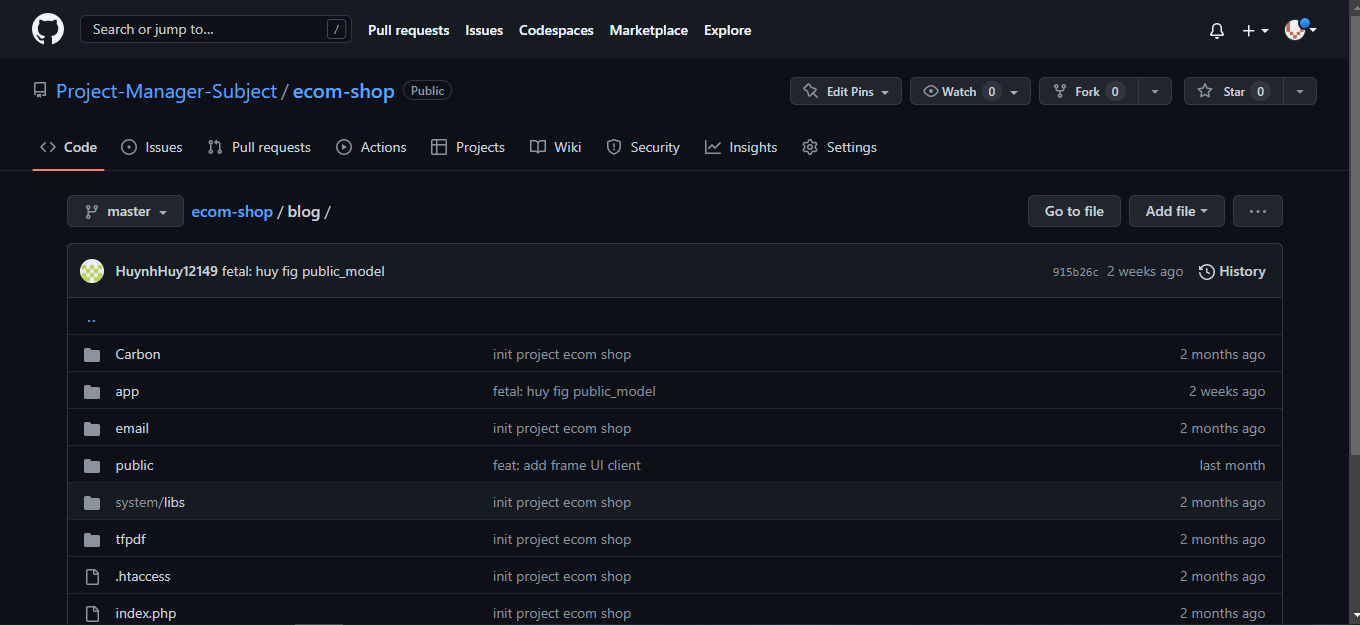 Search or jump to... /
Pull requests Issues Codespaces Marketplace Explore
Project-Manager-Subject / ecom-shop Public
Edit Pins Watch 0 Fork 0 Star 0
Code Issues Pull requests Actions Projects Wiki Security Insights Settings
master ecom-shop / blog / Go to file Add file ...
HuynhHuy12149 fetal: huy fig public_model 915b26c 2 weeks ago History
..
Carbon init project ecom shop 2 months ago
app fetal: huy fig public_model 2 weeks ago
email init project ecom shop 2 months ago
public feat: add frame UI client last month
system/libs init project ecom shop 2 months ago
tfpdf init project ecom shop 2 months ago
.htaccess init project ecom shop 2 months ago
index.php init project ecom shop 2 months ago